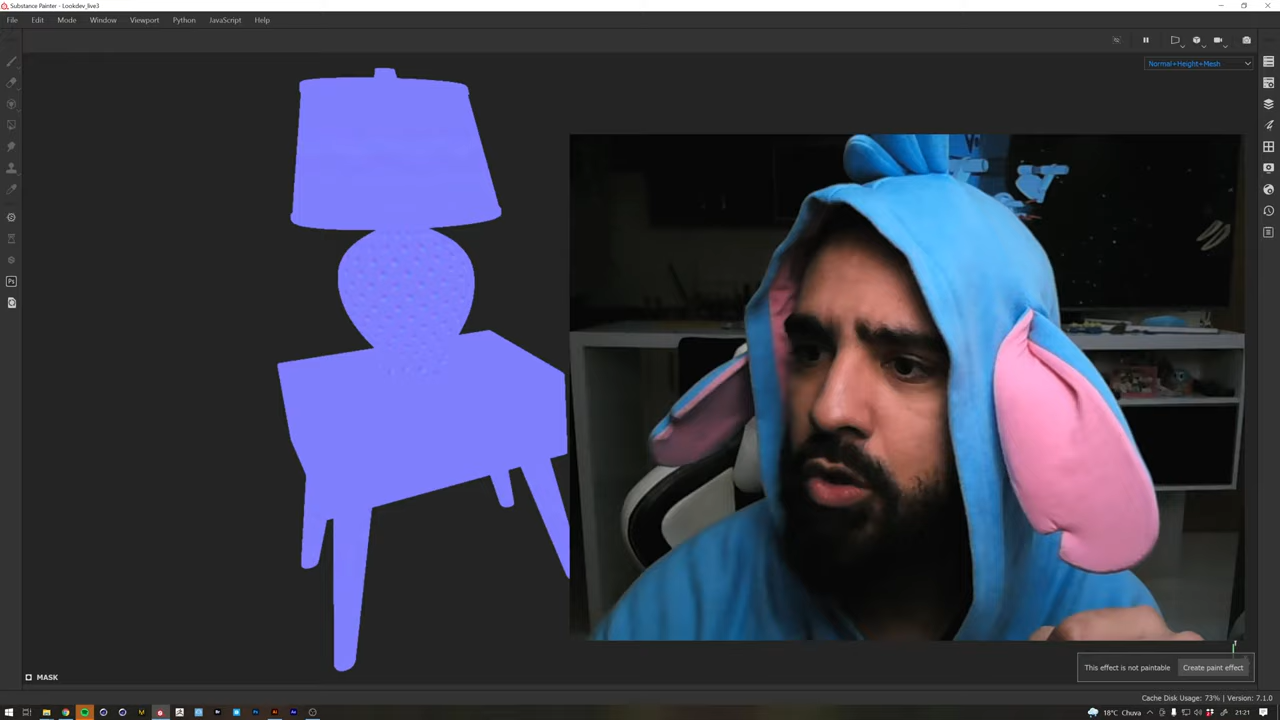 Substance Painter - Lookdev_live3
File Edit Mode Window Viewport Python JavaScript Help
Normal+Height+Mesh
Ps
MASK
This effect is not paintable Create paint effect
Cache Disk Usage: 73% | Version: 7.1.0
18°C Chuva 21:21